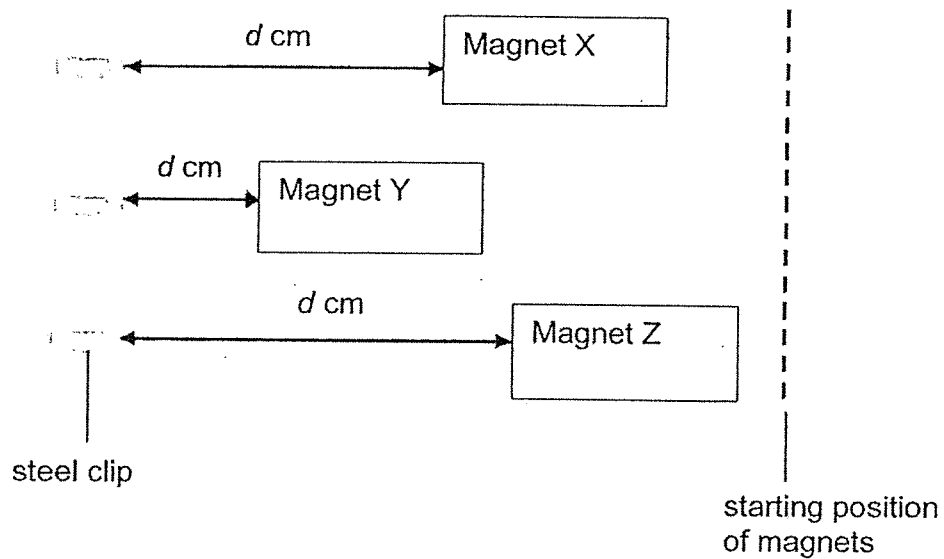 d cm
Magnet X
d cm
Magnet Y
d cm
Magnet Z
steel clip
starting position
of magnets